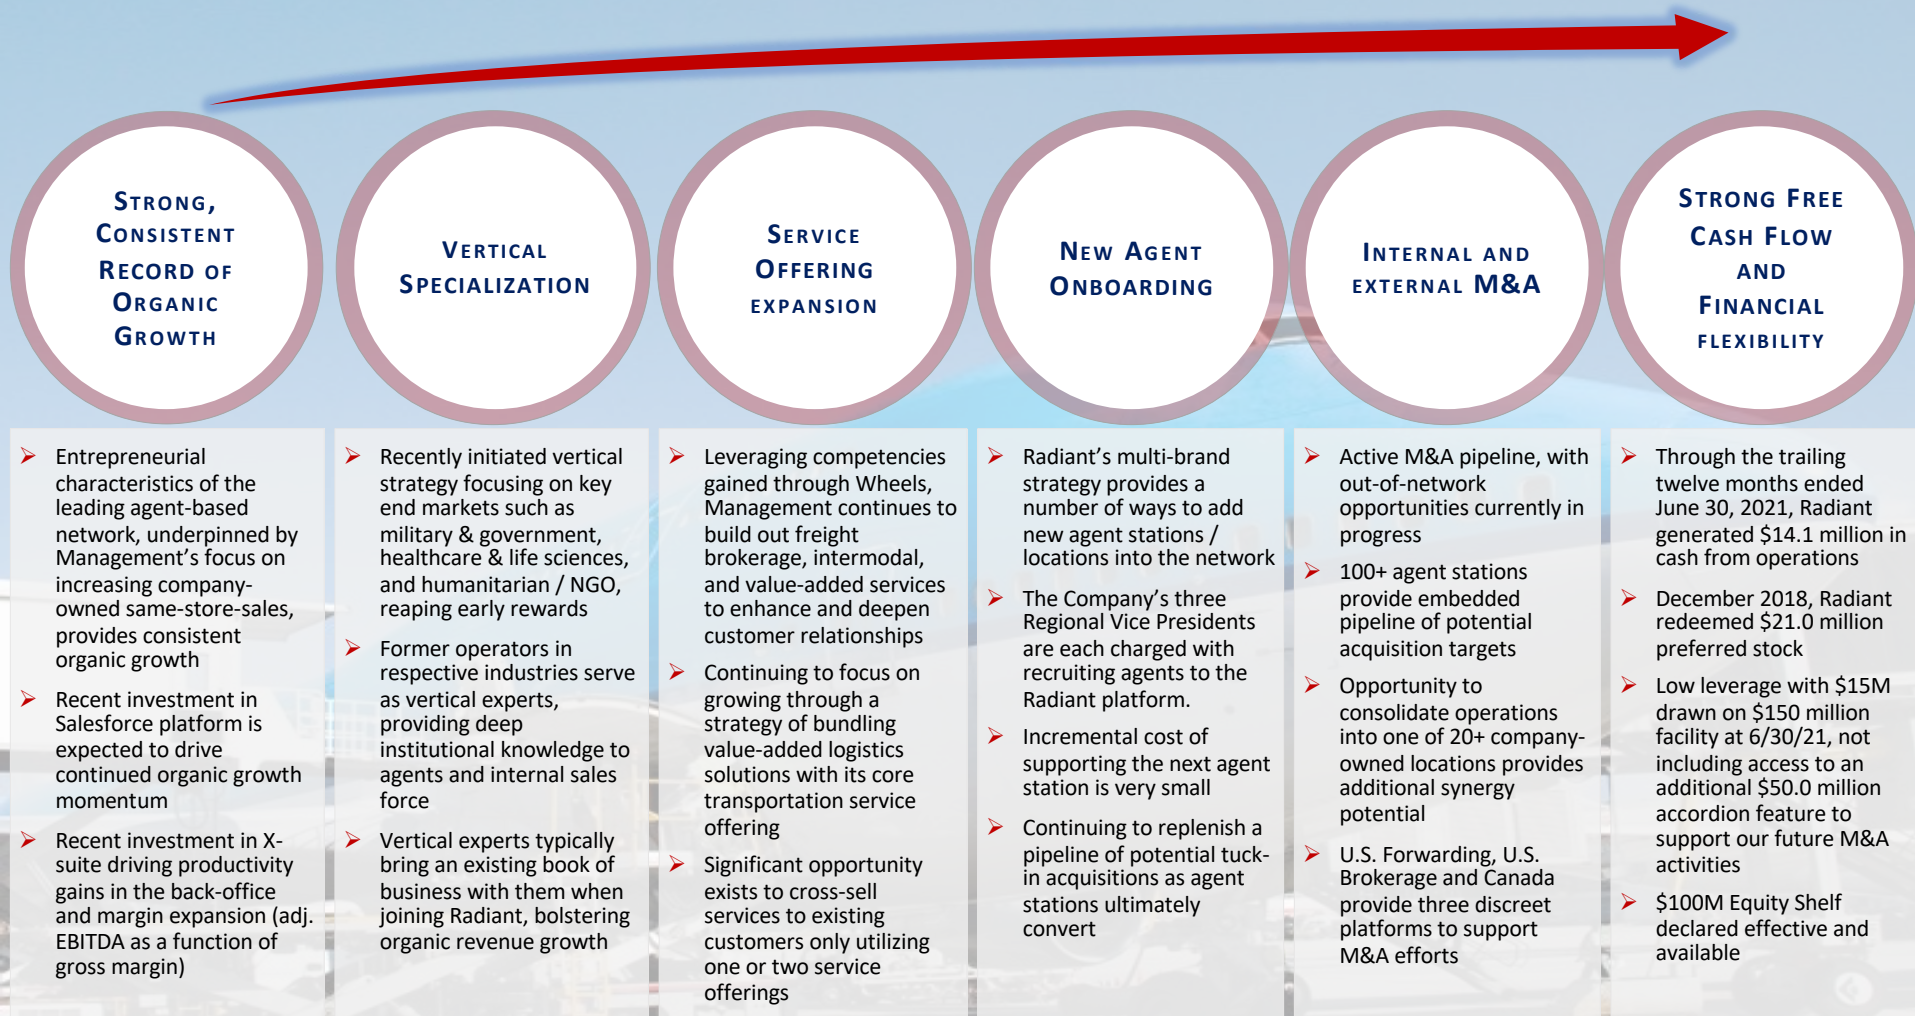 STRONG,
CONSISTENT
RECORD OF
ORGANIC
GROWTH
VERTICAL
SPECIALIZATION
SERVICE
OFFERING
EXPANSION
NEW AGENT
ONBOARDING
INTERNAL AND
EXTERNAL M&A
STRONG FREE
CASH FLOW
AND
FINANCIAL
FLEXIBILITY
➢ Entrepreneurial
characteristics of the
leading agent-based
network, underpinned by
Management’s focus on
increasing company-
owned same-store-sales,
provides consistent
organic growth
➢ Recent investment in
Salesforce platform is
expected to drive
continued organic growth
momentum
➢ Recent investment in X-
suite driving productivity
gains in the back-office
and margin expansion (adj.
EBITDA as a function of
gross margin)
➢ Recently initiated vertical
strategy focusing on key
end markets such as
military & government,
healthcare & life sciences,
and humanitarian / NGO,
reaping early rewards
➢ Former operators in
respective industries serve
as vertical experts,
providing deep
institutional knowledge to
agents and internal sales
force
➢ Vertical experts typically
bring an existing book of
business with them when
joining Radiant, bolstering
organic revenue growth
➢ Leveraging competencies
gained through Wheels,
Management continues to
build out freight
brokerage, intermodal,
and value-added services
to enhance and deepen
customer relationships
➢ Continuing to focus on
growing through a
strategy of bundling
value-added logistics
solutions with its core
transportation service
offering
➢ Significant opportunity
exists to cross-sell
services to existing
customers only utilizing
one or two service
offerings
➢ Radiant’s multi-brand
strategy provides a
number of ways to add
new agent stations /
locations into the network
➢ The Company’s three
Regional Vice Presidents
are each charged with
recruiting agents to the
Radiant platform.
➢ Incremental cost of
supporting the next agent
station is very small
➢ Continuing to replenish a
pipeline of potential tuck-
in acquisitions as agent
stations ultimately
convert
➢ Active M&A pipeline, with
out-of-network
opportunities currently in
progress
➢ 100+ agent stations
provide embedded
pipeline of potential
acquisition targets
➢ Opportunity to
consolidate operations
into one of 20+ company-
owned locations provides
additional synergy
potential
➢ U.S. Forwarding, U.S.
Brokerage and Canada
provide three discreet
platforms to support
M&A efforts
➢ Through the trailing
twelve months ended
June 30, 2021, Radiant
generated $14.1 million in
cash from operations
➢ December 2018, Radiant
redeemed $21.0 million
preferred stock
➢ Low leverage with $15M
drawn on $150 million
facility at 6/30/21, not
including access to an
additional $50.0 million
accordion feature to
support our future M&A
activities
➢ $100M Equity Shelf
declared effective and
available